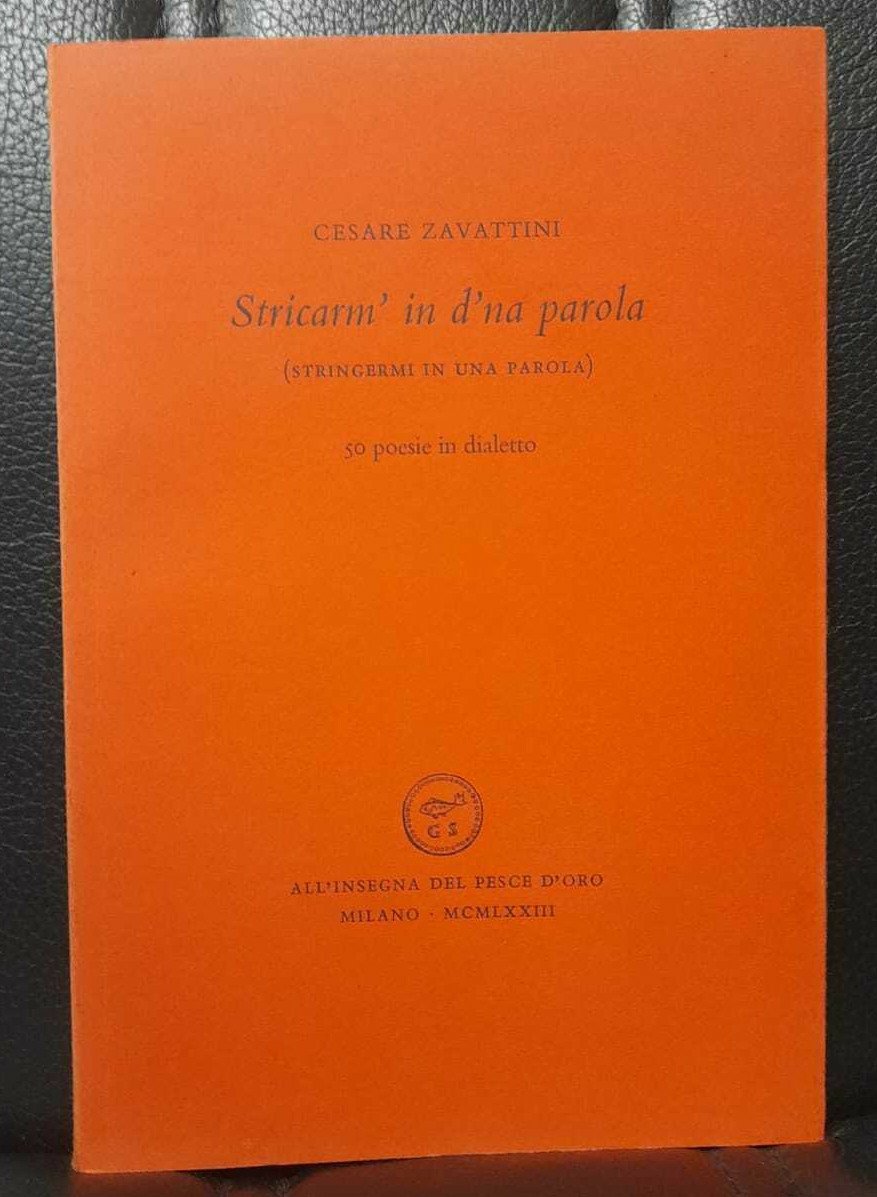 CESARE ZAVATTINI
Stricarm' in d'na parola
(STRINGERMI IN UNA PAROLA)
50 poesie in dialetto
G S
ALL'INSEGNA DEL PESCE D'ORO
MILANO · MCMLXXIII